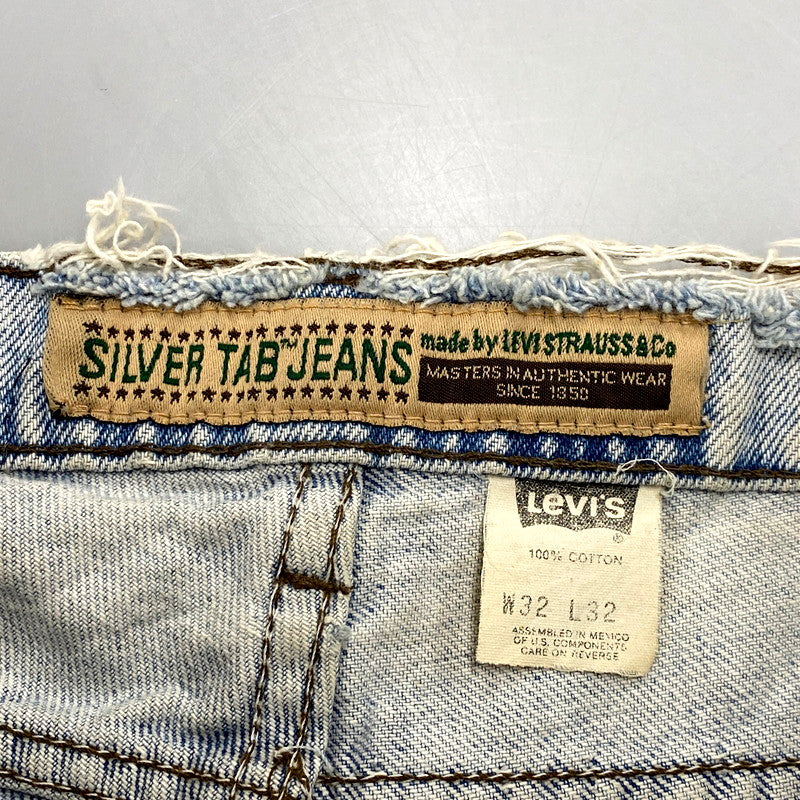 SILVER TAB™ JEANS
made by LEVI STRAUSS & Co
MASTERS IN AUTHENTIC WEAR
SINCE 1850
Levi's
®
100% COTTON
W32 L32
ASSEMBLED IN MEXICO
OF U.S. COMPONENTS
CARE ON REVERSE